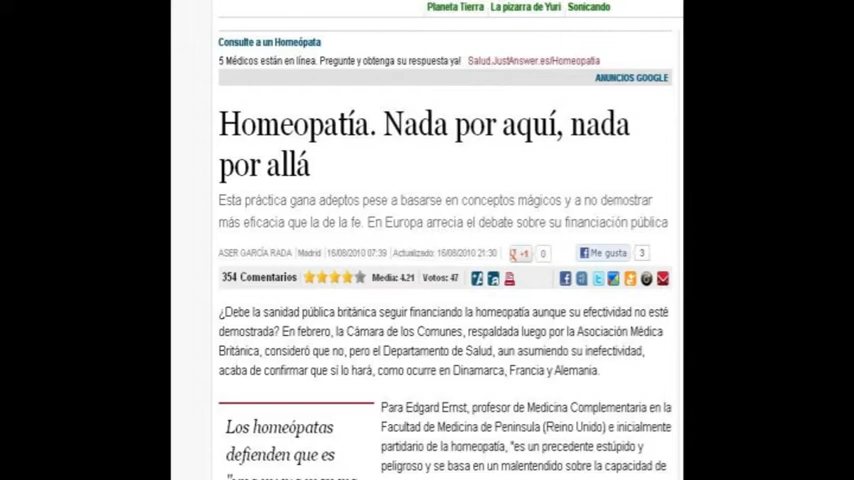 Planeta Tierra La pizarra de Yuri Sonicando
Consulte a un Homeópata
5 Médicos están en línea. Pregunte y obtenga su respuesta ya! Salud.JustAnswer.es/Homeopatia
ANUNCIOS GOOGLE
Homeopatía. Nada por aquí, nada
por allá
Esta práctica gana adeptos pese a basarse en conceptos mágicos y a no demostrar
más eficacia que la de la fe. En Europa arrecia el debate sobre su financiación pública
ASER GARCÍA RADA | Madrid | 16/08/2010 07:39 | Actualizado: 16/08/2010 21:30 +1 0 Me gusta 3
354 Comentarios Media: 4.21 Votos: 47
¿Debe la sanidad pública británica seguir financiando la homeopatía aunque su efectividad no esté
demostrada? En febrero, la Cámara de los Comunes, respaldada luego por la Asociación Médica
Británica, consideró que no, pero el Departamento de Salud, aun asumiendo su inefectividad,
acaba de confirmar que sí lo hará, como ocurre en Dinamarca, Francia y Alemania.
Los homeópatas
defienden que es
Para Edgard Ernst, profesor de Medicina Complementaria en la
Facultad de Medicina de Peninsula (Reino Unido) e inicialmente
partidario de la homeopatía, "es un precedente estúpido y
peligroso y se basa en un malentendido sobre la capacidad de